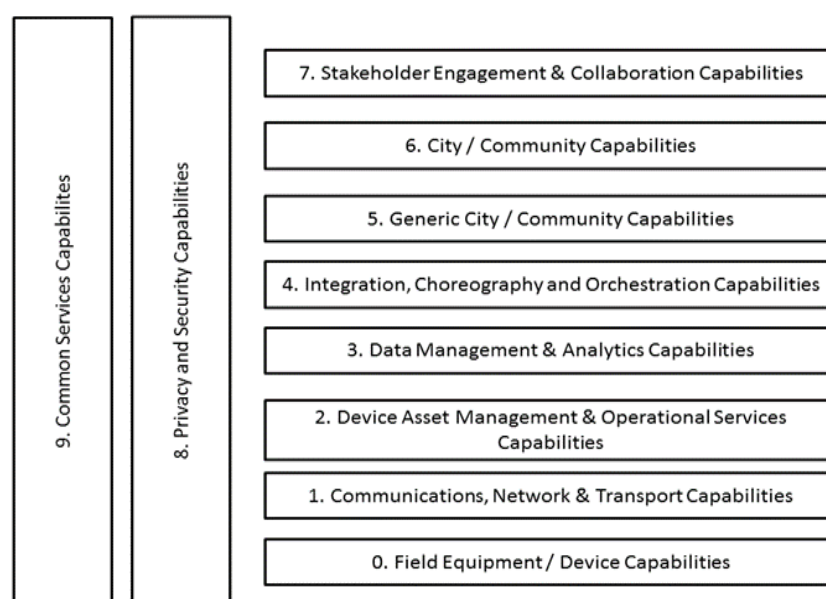 9. Common Services Capabilites
8. Privacy and Security Capabilities
7. Stakeholder Engagement & Collaboration Capabilities
6. City / Community Capabilities
5. Generic City / Community Capabilities
4. Integration, Choreography and Orchestration Capabilities
3. Data Management & Analytics Capabilities
2. Device Asset Management & Operational Services
Capabilities
1. Communications, Network & Transport Capabilities
0. Field Equipment / Device Capabilities